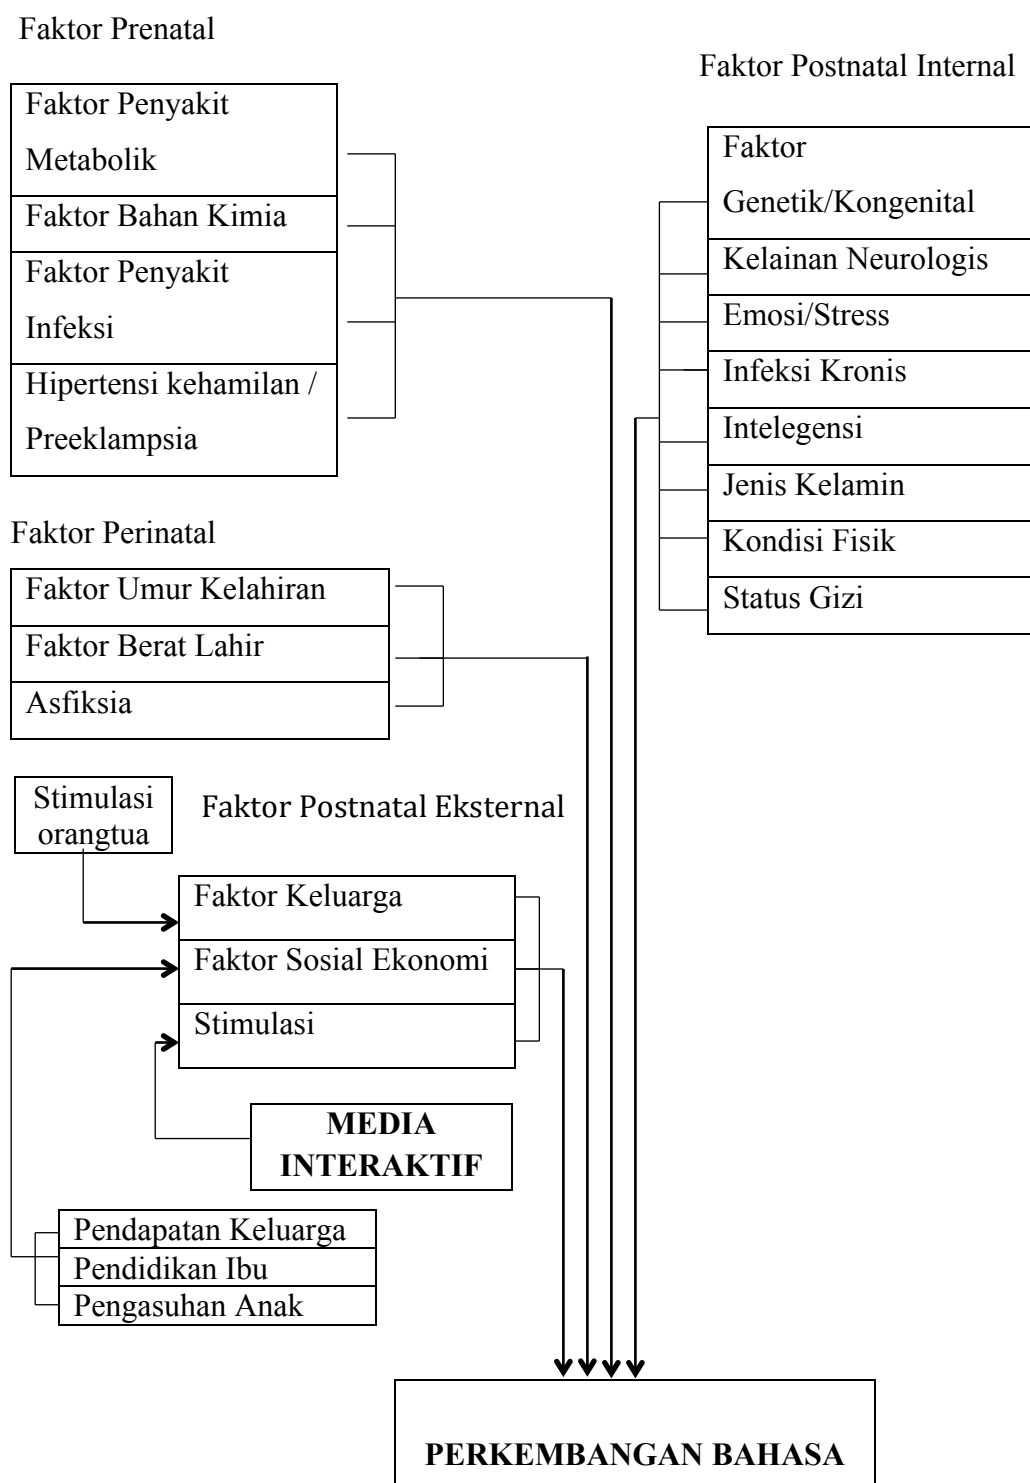 Faktor Prenatal
Faktor Penyakit
Metabolik
Faktor Bahan Kimia
Faktor Penyakit
Infeksi
Hipertensi kehamilan /
Preeklampsia
Faktor Postnatal Internal
Faktor
Genetik/Kongenital
Kelainan Neurologis
Emosi/Stress
Infeksi Kronis
Intelegensi
Jenis Kelamin
Kondisi Fisik
Status Gizi
Faktor Perinatal
Faktor Umur Kelahiran
Faktor Berat Lahir
Asfiksia
Stimulasi
orangtua
Faktor Postnatal Eksternal
Faktor Keluarga
Faktor Sosial Ekonomi
Stimulasi
MEDIA
INTERAKTIF
Pendapatan Keluarga
Pendidikan Ibu
Pengasuhan Anak
PERKEMBANGAN BAHASA